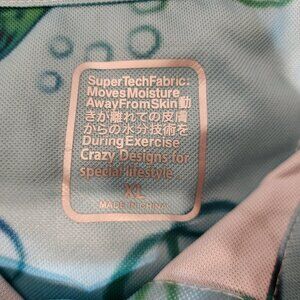 SuperTechFabric:
MovesMoisture
AwayFromSkin動
きが離れての皮膚
からの水分技術を
DuringExercise
Crazy Designs for
special lifestyle
XL
MADE IN CHINA